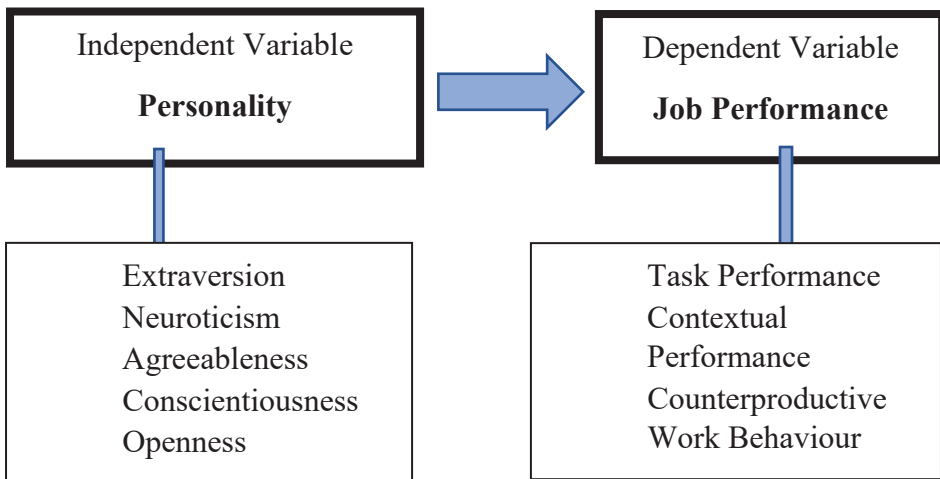 Independent Variable
Personality
Dependent Variable
Job Performance
Extraversion
Neuroticism
Agreeableness
Conscientiousness
Openness
Task Performance
Contextual
Performance
Counterproductive
Work Behaviour